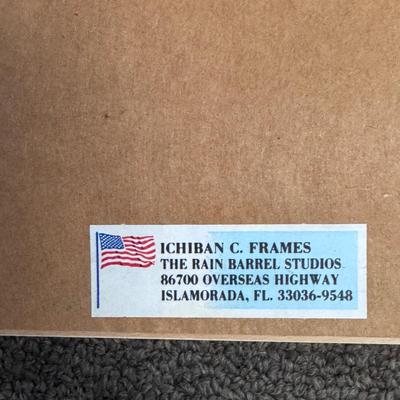 ICHIBAN C. FRAMES
THE RAIN BARREL STUDIOS
86700 OVERSEAS HIGHWAY
ISLAMORADA, FL. 33036-9548